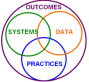 OUTCOMES
SYSTEMS
DATA
PRACTICES